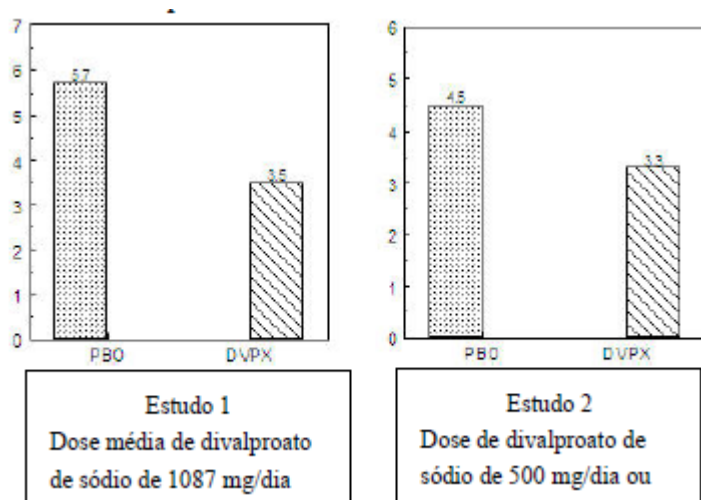 7
6
5
4
3
2
1
0
5,7
3,5
PBO DVPX
6
5
4
3
2
1
0
4,5
3,3
PBO DVPX
Estudo 1
Dose média de divalproato
de sódio de 1087 mg/dia
Estudo 2
Dose de divalproato de
sódio de 500 mg/dia ou